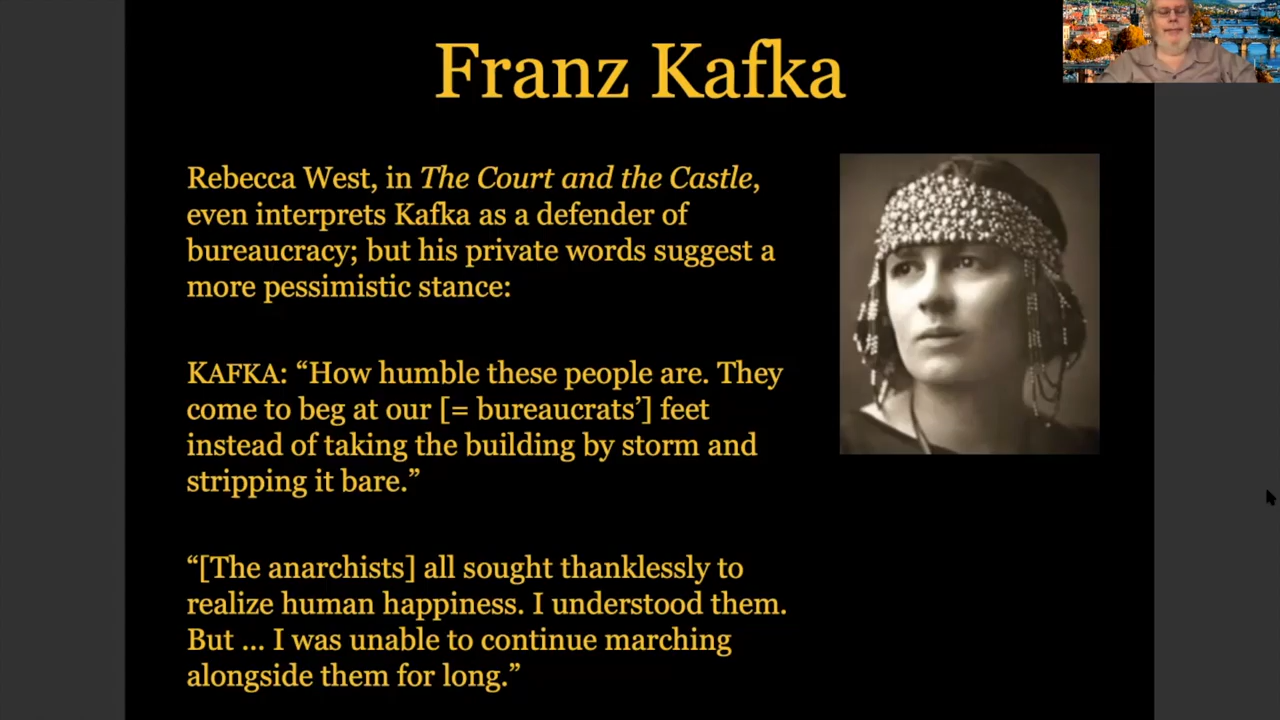 Franz Kafka
Rebecca West, in The Court and the Castle,
even interprets Kafka as a defender of
bureaucracy; but his private words suggest a
more pessimistic stance:
KAFKA: “How humble these people are. They
come to beg at our [= bureaucrats’] feet
instead of taking the building by storm and
stripping it bare.”
“[The anarchists] all sought thanklessly to
realize human happiness. I understood them.
But ... I was unable to continue marching
alongside them for long.”